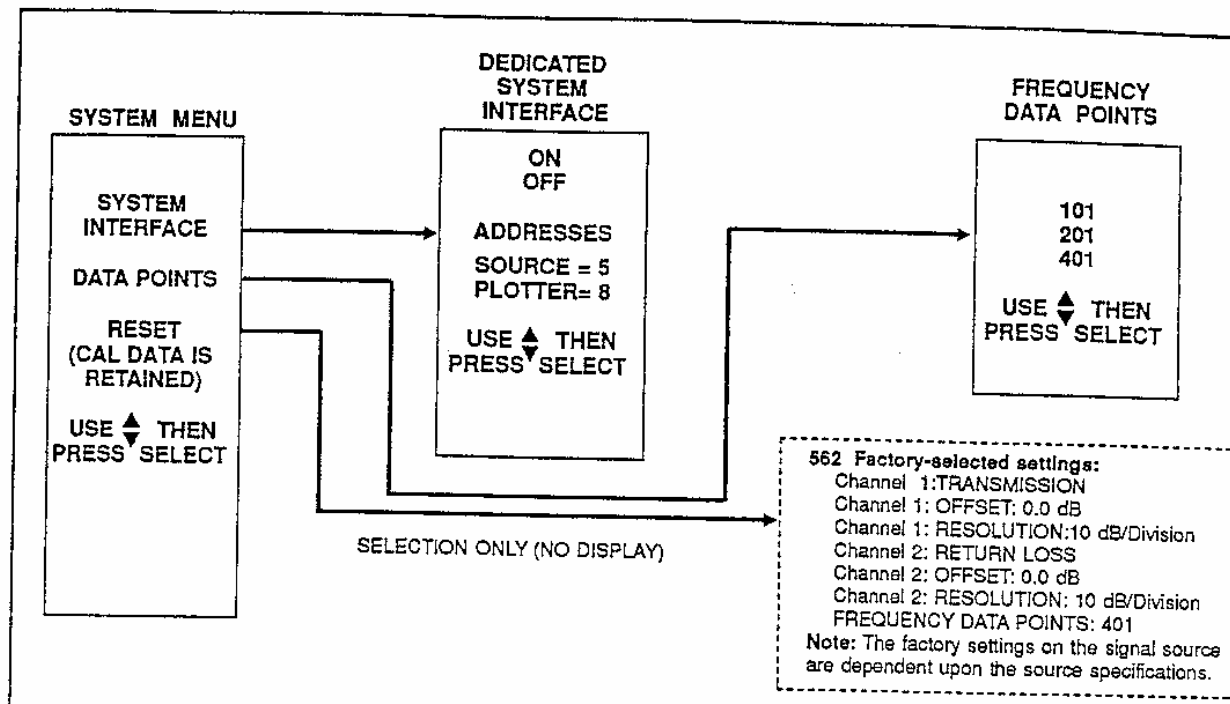 SYSTEM MENU
SYSTEM
INTERFACE
DATA POINTS
RESET
(CAL DATA IS
RETAINED)
USE THEN
PRESS SELECT
DEDICATED
SYSTEM
INTERFACE
ON
OFF
ADDRESSES
SOURCE = 5
PLOTTER= 8
USE THEN
PRESS SELECT
FREQUENCY
DATA POINTS
101
201
401
USE THEN
PRESS SELECT
SELECTION ONLY (NO DISPLAY)
562 Factory-selected settings:
Channel 1:TRANSMISSION
Channel 1: OFFSET: 0.0 dB
Channel 1: RESOLUTION:10 dB/Division
Channel 2: RETURN LOSS
Channel 2: OFFSET: 0.0 dB
Channel 2: RESOLUTION: 10 dB/Division
FREQUENCY DATA POINTS: 401
Note: The factory settings on the signal source
are dependent upon the source specifications.